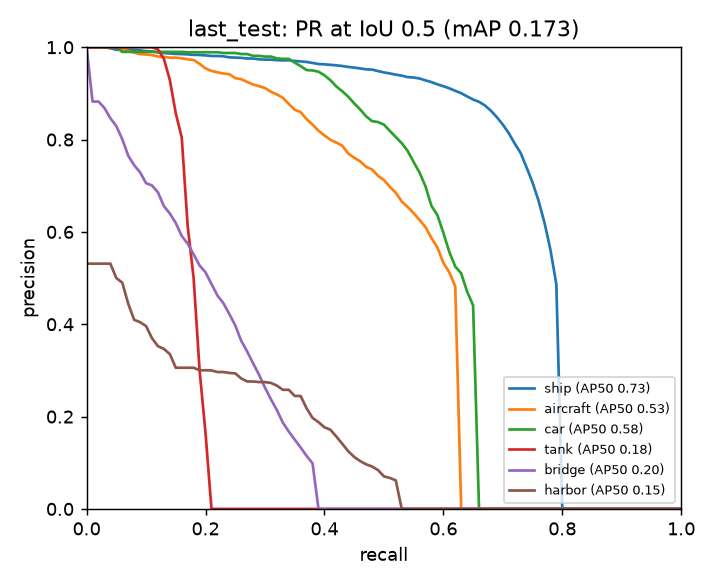 last_test: PR at IoU 0.5 (mAP 0.173)
precision
1.0
0.8
0.6
0.4
0.2
0.0
ship (AP50 0.73)
aircraft (AP50 0.53)
car (AP50 0.58)
tank (AP50 0.18)
bridge (AP50 0.20)
harbor (AP50 0.15)
0.0 0.2 0.4 0.6 0.8 1.0
recall